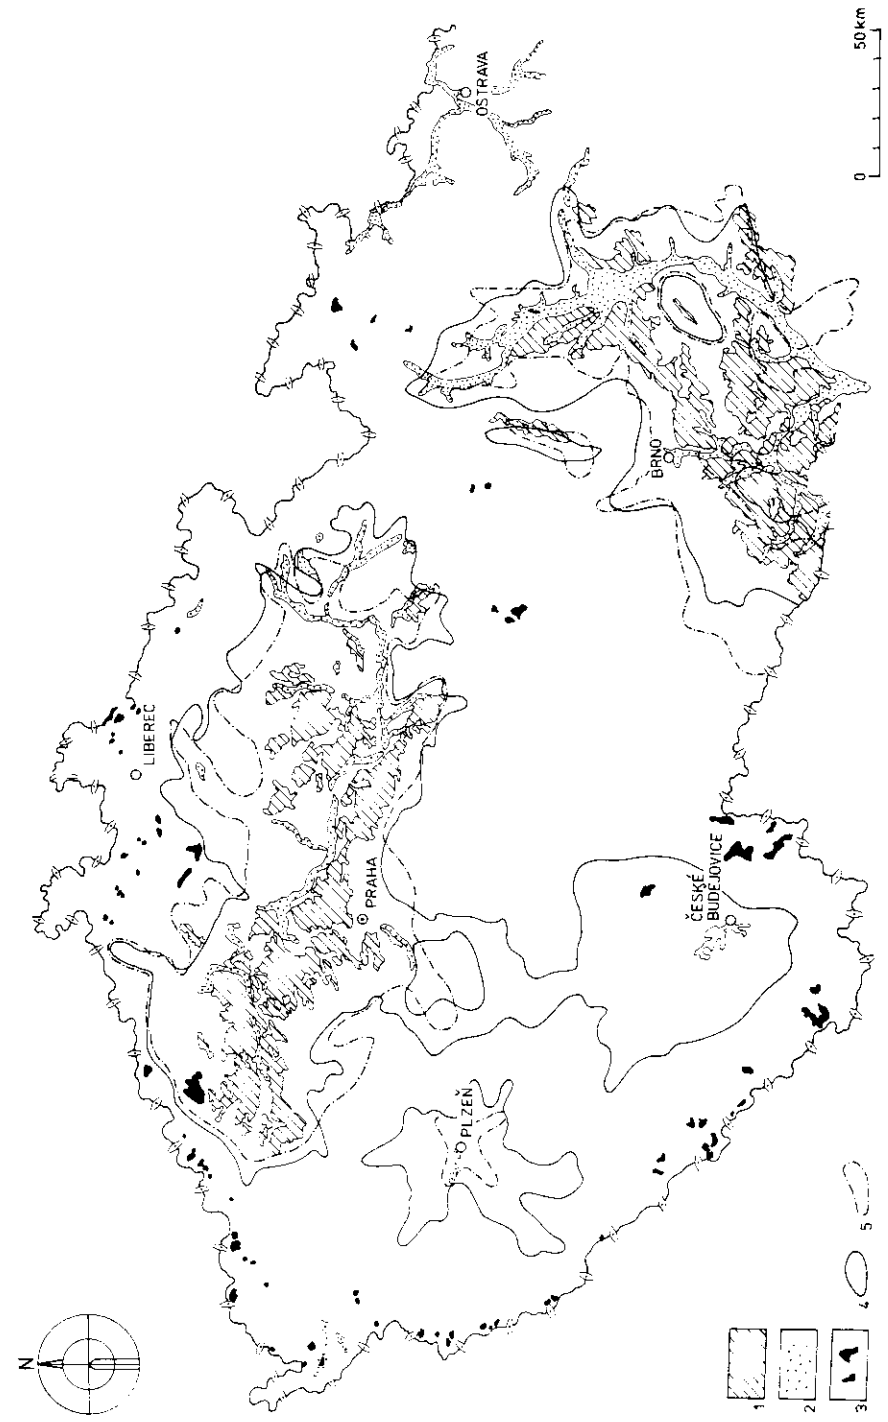 N
LIBEREC
OSTRAVA
PRAHA
PLZEŇ
ČESKÉ
BUDĚJOVICE
BRNO
1
2
3
4
5
0
50 km